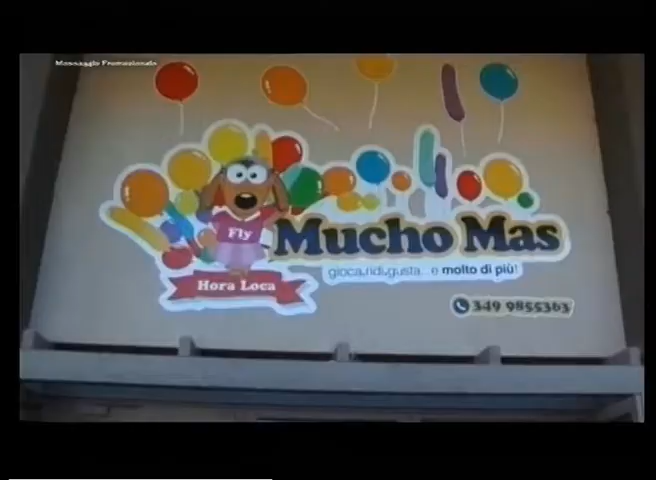 Messaggio Promozionale
Fly
Mucho Mas
gioca,ridi,gusta...e molto di più!
Hora Loca
349 9855363